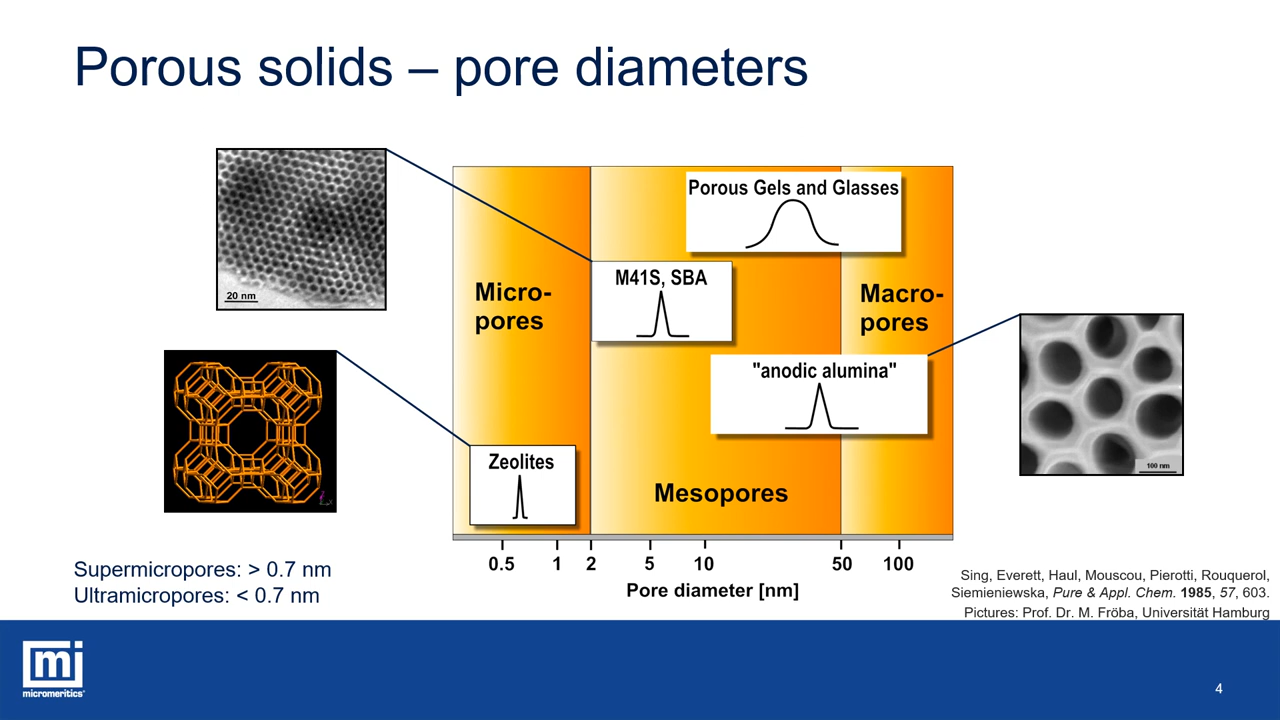 Porous solids – pore diameters
20 nm
Porous Gels and Glasses
M41S, SBA
Micro-
pores
Macro-
pores
"anodic alumina"
100 nm
Zeolites
Mesopores
0.5 1 2 5 10 50 100
Pore diameter [nm]
Supermicropores: > 0.7 nm
Ultramicropores: < 0.7 nm
Sing, Everett, Haul, Mouscou, Pierotti, Rouquerol,
Siemieniewska, Pure & Appl. Chem. 1985, 57, 603.
Pictures: Prof. Dr. M. Fröba, Universität Hamburg
mi
micromeritics®
4